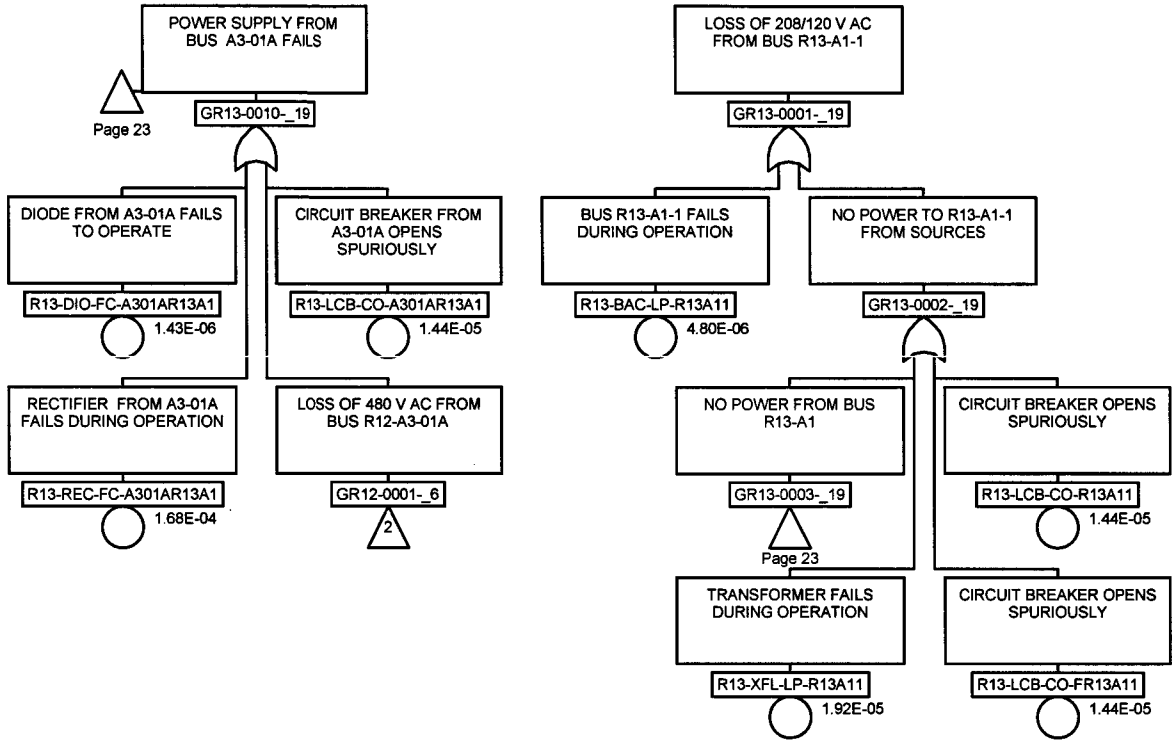 POWER SUPPLY FROM
BUS A3-01A FAILS
Page 23
GR13-0010-_19
DIODE FROM A3-01A FAILS
TO OPERATE
R13-DIO-FC-A301AR13A1
1.43E-06
CIRCUIT BREAKER FROM
A3-01A OPENS
SPURIOUSLY
R13-LCB-CO-A301AR13A1
1.44E-05
RECTIFIER FROM A3-01A
FAILS DURING OPERATION
R13-REC-FC-A301AR13A1
1.68E-04
LOSS OF 480 V AC FROM
BUS R12-A3-01A
GR12-0001-_6
2
LOSS OF 208/120 V AC
FROM BUS R13-A1-1
GR13-0001-_19
BUS R13-A1-1 FAILS
DURING OPERATION
R13-BAC-LP-R13A11
4.80E-06
NO POWER TO R13-A1-1
FROM SOURCES
GR13-0002-_19
NO POWER FROM BUS
R13-A1
GR13-0003-_19
Page 23
CIRCUIT BREAKER OPENS
SPURIOUSLY
R13-LCB-CO-R13A11
1.44E-05
TRANSFORMER FAILS
DURING OPERATION
R13-XFL-LP-R13A11
1.92E-05
CIRCUIT BREAKER OPENS
SPURIOUSLY
R13-LCB-CO-FR13A11
1.44E-05